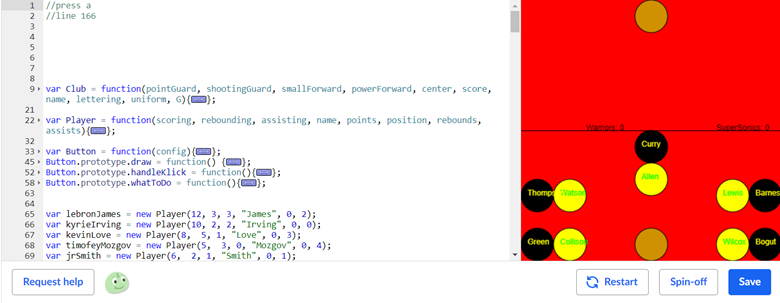 1 //press a
2 //line 166
3
4
5
6
7
8
9 var Club = function(pointGuard, shootingGuard, smallForward, powerForward, center, score,
name, lettering, uniform, G){ };
21
22 var Player = function(scoring, rebounding, assisting, name, points, position, rebounds,
assists){ };
32
33 var Button = function(config){ };
45 Button.prototype.draw = function() { };
52 Button.prototype.handleKlick = function(){ };
58 Button.prototype.whatToDo = function(){ };
63
64
65 var lebronJames = new Player(12, 3, 3, "James", 0, 2);
66 var kyrieIrving = new Player(10, 2, 2, "Irving", 0, 0);
67 var kevinLove = new Player(8, 5, 1, "Love", 0, 3);
68 var timofeyMozgov = new Player(5, 3, 0, "Mozgov", 0, 4);
69 var jrSmith = new Player(6, 2, 1, "Smith", 0, 1);
Warriors: 0 SuperSonics: 0
Curry
Allen
Thomps Watson Lewis Barnes
Green Collison Wilcox Bogut
Request help Restart Spin-off Save